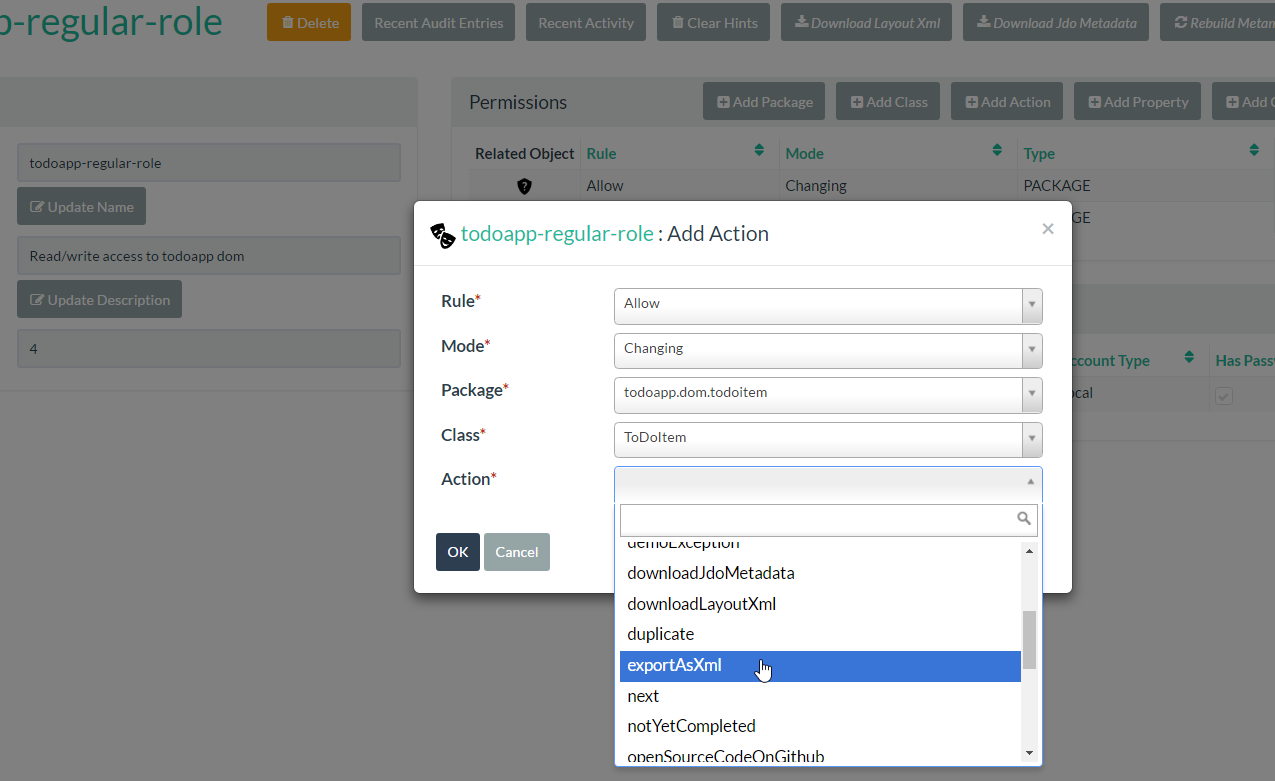 p-regular-role
Delete
Recent Audit Entries
Recent Activity
Clear Hints
Download Layout Xml
Download Jdo Metadata
Rebuild Metam
Permissions
Add Package
Add Class
Add Action
Add Property
Add C
todoapp-regular-role
Related Object
Rule
Mode
Type
Allow
Changing
PACKAGE
GE
Update Name
Read/write access to todoapp dom
Update Description
4
ccount Type
Has Passw
ocal
todoapp-regular-role : Add Action
×
Rule*
Allow
Mode*
Changing
Package*
todoapp.dom.todoitem
Class*
ToDoItem
Action*
OK
Cancel
demoException
downloadJdoMetadata
downloadLayoutXml
duplicate
exportAsXml
next
notYetCompleted
openSourceCodeOnGithub